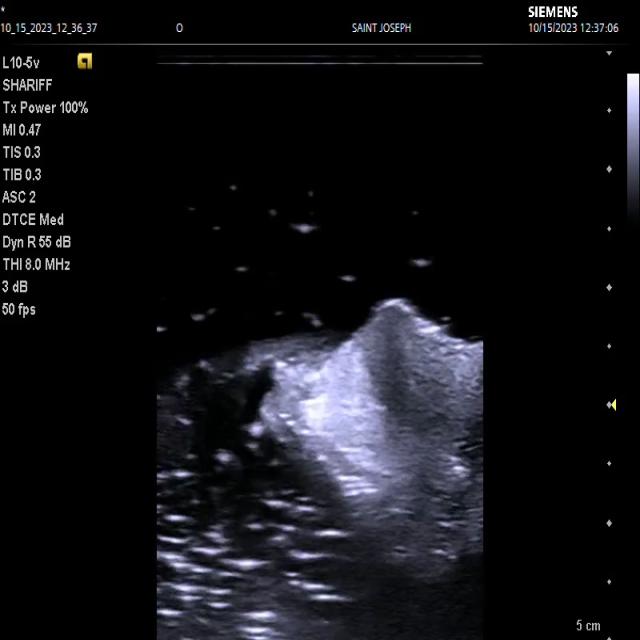 *
SIEMENS
10_15_2023_12_36_37 O SAINT JOSEPH 10/15/2023 12:37:06
L10-5v
SHARIFF
Tx Power 100%
MI 0.47
TIS 0.3
TIB 0.3
ASC 2
DTCE Med
Dyn R 55 dB
THI 8.0 MHz
3 dB
50 fps
5 cm